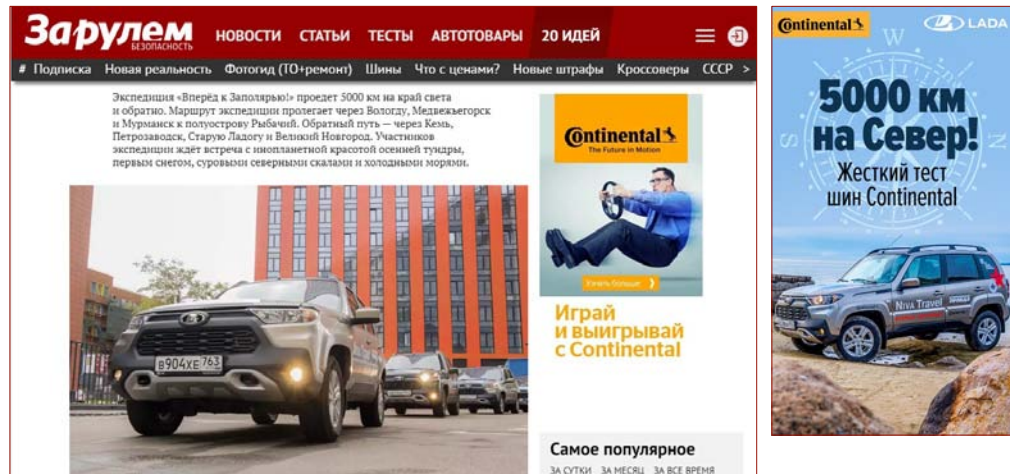 За рулем
БЕЗОПАСНОСТЬ
НОВОСТИ СТАТЬИ ТЕСТЫ АВТОТОВАРЫ 20 ИДЕЙ
# Подписка Новая реальность Фотогид (ТО+ремонт) Шины Что с ценами? Новые штрафы Кроссоверы СССР >
Экспедиция «Вперёд к Заполярью!» проедет 5000 км на край света
и обратно. Маршрут экспедиции пролегает через Вологду, Медвежьегорск
и Мурманск к полуострову Рыбачий. Обратный путь — через Кемь,
Петрозаводск, Старую Ладогу и Великий Новгород. Участников
экспедиции ждёт встреча с инопланетной красотой осенней тундры,
первым снегом, суровыми северными скалами и холодными морями.
В904ХЕ 763
Continental
The Future in Motion
Узнать больше
Играй
и выигрывай
с Continental
Самое популярное
ЗА СУТКИ ЗА МЕСЯЦ ЗА ВСЕ ВРЕМЯ
Continental
LADA
W
S
N
5000 км
на Север!
Жесткий тест
шин Continental
NIVA Travel